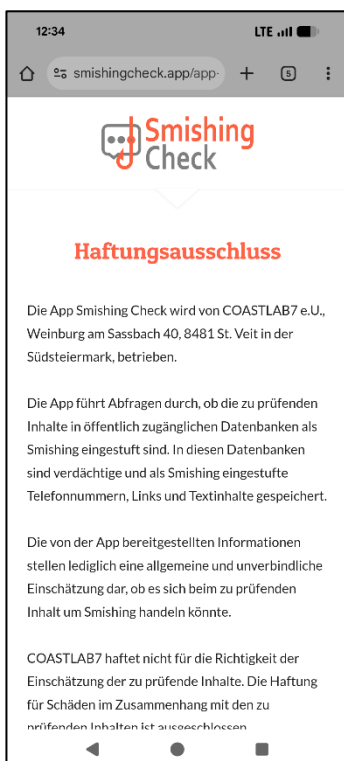 12:34 LTE
smishingcheck.app/app- 5
Smishing
Check
Haftungsausschluss
Die App Smishing Check wird von COASTLAB7 e.U.,
Weinburg am Sassbach 40, 8481 St. Veit in der
Südsteiermark, betrieben.
Die App führt Abfragen durch, ob die zu prüfenden
Inhalte in öffentlich zugänglichen Datenbanken als
Smishing eingestuft sind. In diesen Datenbanken
sind verdächtige und als Smishing eingestufte
Telefonnummern, Links und Textinhalte gespeichert.
Die von der App bereitgestellten Informationen
stellen lediglich eine allgemeine und unverbindliche
Einschätzung dar, ob es sich beim zu prüfenden
Inhalt um Smishing handeln könnte.
COASTLAB7 haftet nicht für die Richtigkeit der
Einschätzung der zu prüfende Inhalte. Die Haftung
für Schäden im Zusammenhang mit den zu
prüfenden Inhalten ist ausgeschlossen